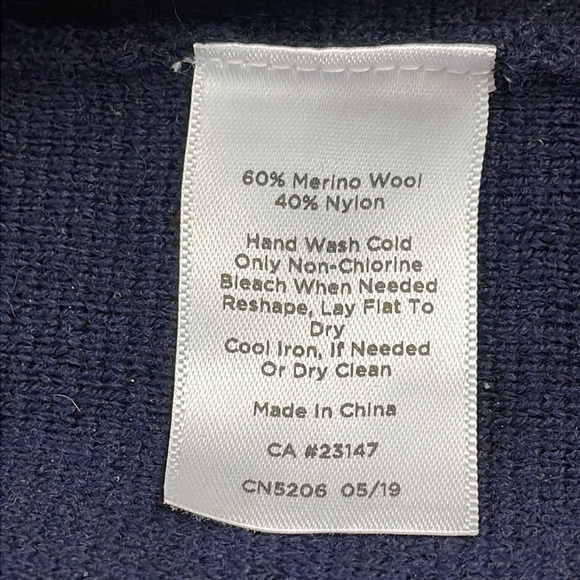 60% Merino Wool
40% Nylon
Hand Wash Cold
Only Non-Chlorine
Bleach When Needed
Reshape, Lay Flat To
Dry
Cool Iron, If Needed
Or Dry Clean
Made In China
CA #23147
CN5206 05/19